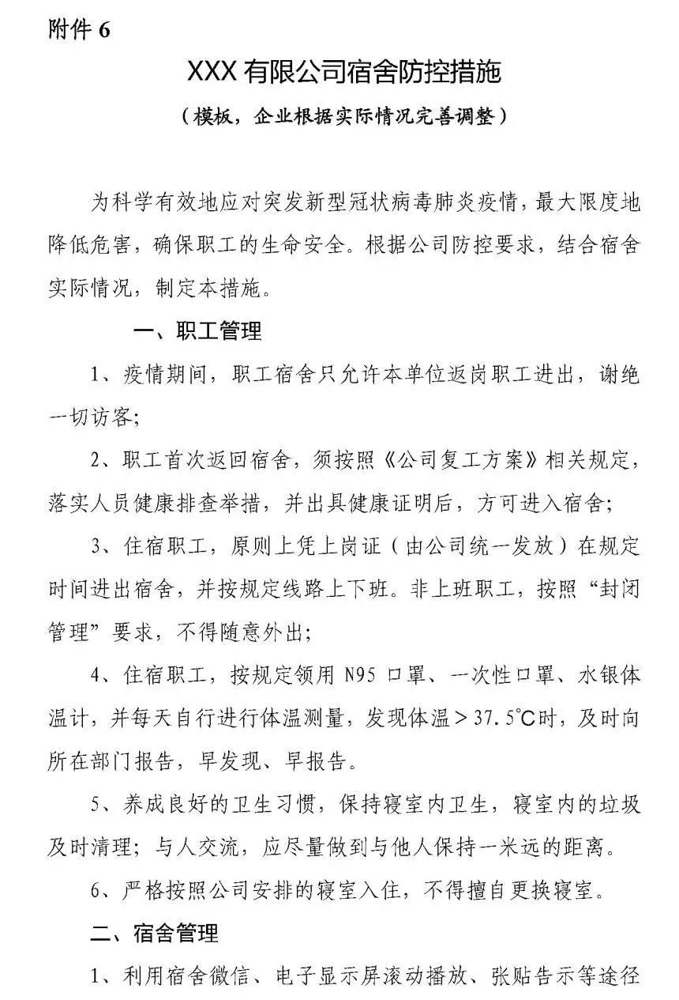 附件 6
XXX 有限公司宿舍防控措施
（模板，企业根据实际情况完善调整）
为科学有效地应对突发新型冠状病毒肺炎疫情，最大限度地
降低危害，确保职工的生命安全。根据公司防控要求，结合宿舍
实际情况，制定本措施。
一、职工管理
1、疫情期间，职工宿舍只允许本单位返岗职工进出，谢绝
一切访客；
2、职工首次返回宿舍，须按照《公司复工方案》相关规定，
落实人员健康排查举措，并出具健康证明后，方可进入宿舍；
3、住宿职工，原则上凭上岗证（由公司统一发放）在规定
时间进出宿舍，并按规定线路上下班。非上班职工，按照“封闭
管理”要求，不得随意外出；
4、住宿职工，按规定领用 N95 口罩、一次性口罩、水银体
温计，并每天自行进行体温测量，发现体温＞37.5℃时，及时向
所在部门报告，早发现、早报告。
5、养成良好的卫生习惯，保持寝室内卫生，寝室内的垃圾
及时清理；与人交流，应尽量做到与他人保持一米远的距离。
6、严格按照公司安排的寝室入住，不得擅自更换寝室。
二、宿舍管理
1、利用宿舍微信、电子显示屏滚动播放、张贴告示等途径